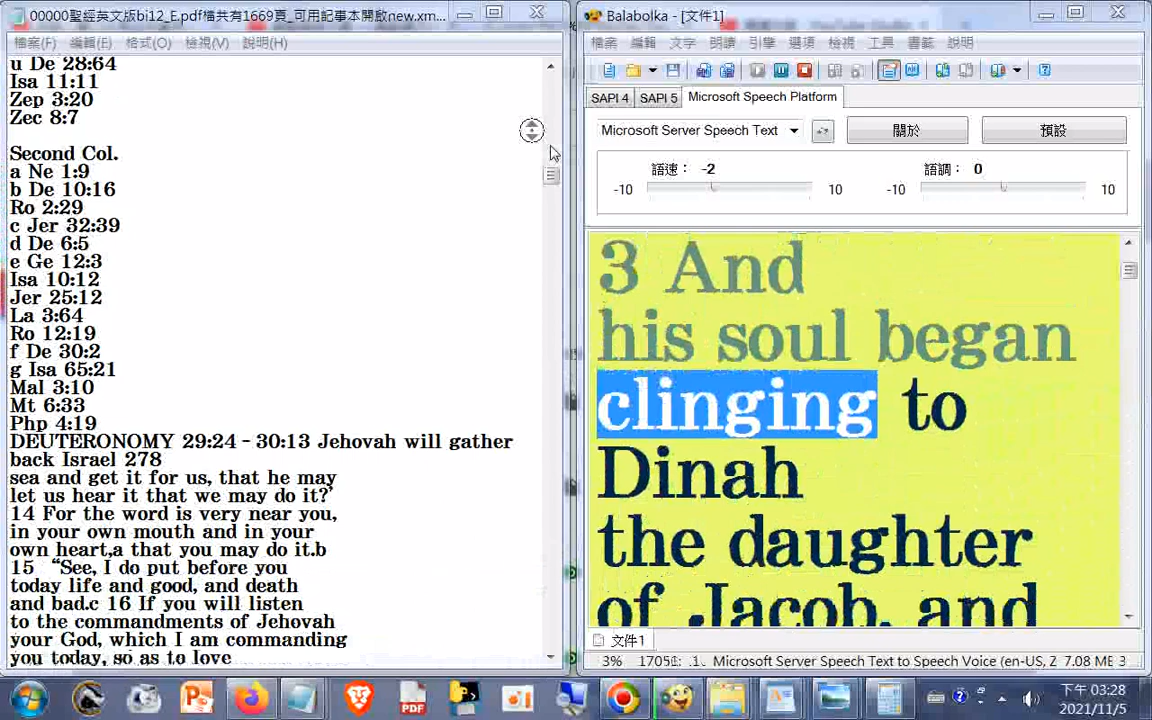 00000聖經英文版bi12_E.pdf檔共有1669頁_可用記事本開啟new.xm...
檔案(F) 編輯(E) 格式(O) 檢視(V) 說明(H)
u De 28:64
Isa 11:11
Zep 3:20
Zec 8:7
Second Col.
a Ne 1:9
b De 10:16
Ro 2:29
c Jer 32:39
d De 6:5
e Ge 12:3
Isa 10:12
Jer 25:12
La 3:64
Ro 12:19
f De 30:2
g Isa 65:21
Mal 3:10
Mt 6:33
Php 4:19
DEUTERONOMY 29:24 - 30:13 Jehovah will gather
back Israel 278
sea and get it for us, that he may
let us hear it that we may do it?'
14 For the word is very near you,
in your own mouth and in your
own heart,a that you may do it.b
15 “See, I do put before you
today life and good, and death
and bad.c 16 If you will listen
to the commandments of Jehovah
your God, which I am commanding
you today, so as to love
Balabolka - [文件1]
檔案 編輯 文字 朗讀 引擎 選項 檢視 工具 書籤 說明
SAPI 4 SAPI 5 Microsoft Speech Platform
Microsoft Server Speech Text 關於 預設
語速： -2 語調： 0
-10 10 -10 10
3 And
his soul began
clinging to
Dinah
the daughter
of Jacob, and
文件1
3% Microsoft Server Speech Text to Speech Voice (en-US, Z 7.08 ME 3
PDF
下午 03:28
2021/11/5